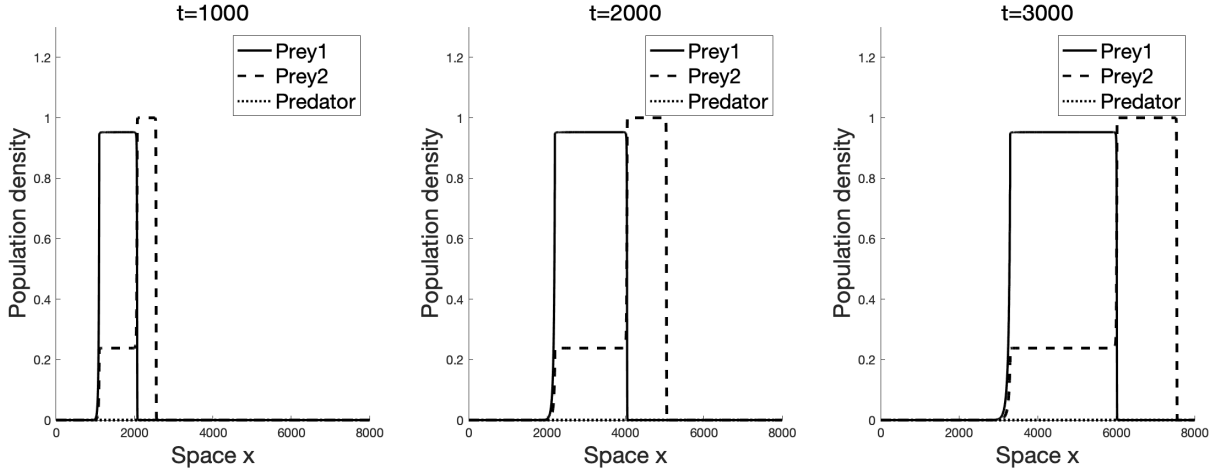 t=1000
Prey1
Prey2
Predator
1.2
1
0.8
0.6
0.4
0.2
0
Population density
0 2000 4000 6000 8000
Space x
t=2000
Prey1
Prey2
Predator
1.2
1
0.8
0.6
0.4
0.2
0
Population density
0 2000 4000 6000 8000
Space x
t=3000
Prey1
Prey2
Predator
1.2
1
0.8
0.6
0.4
0.2
0
Population density
0 2000 4000 6000 8000
Space x